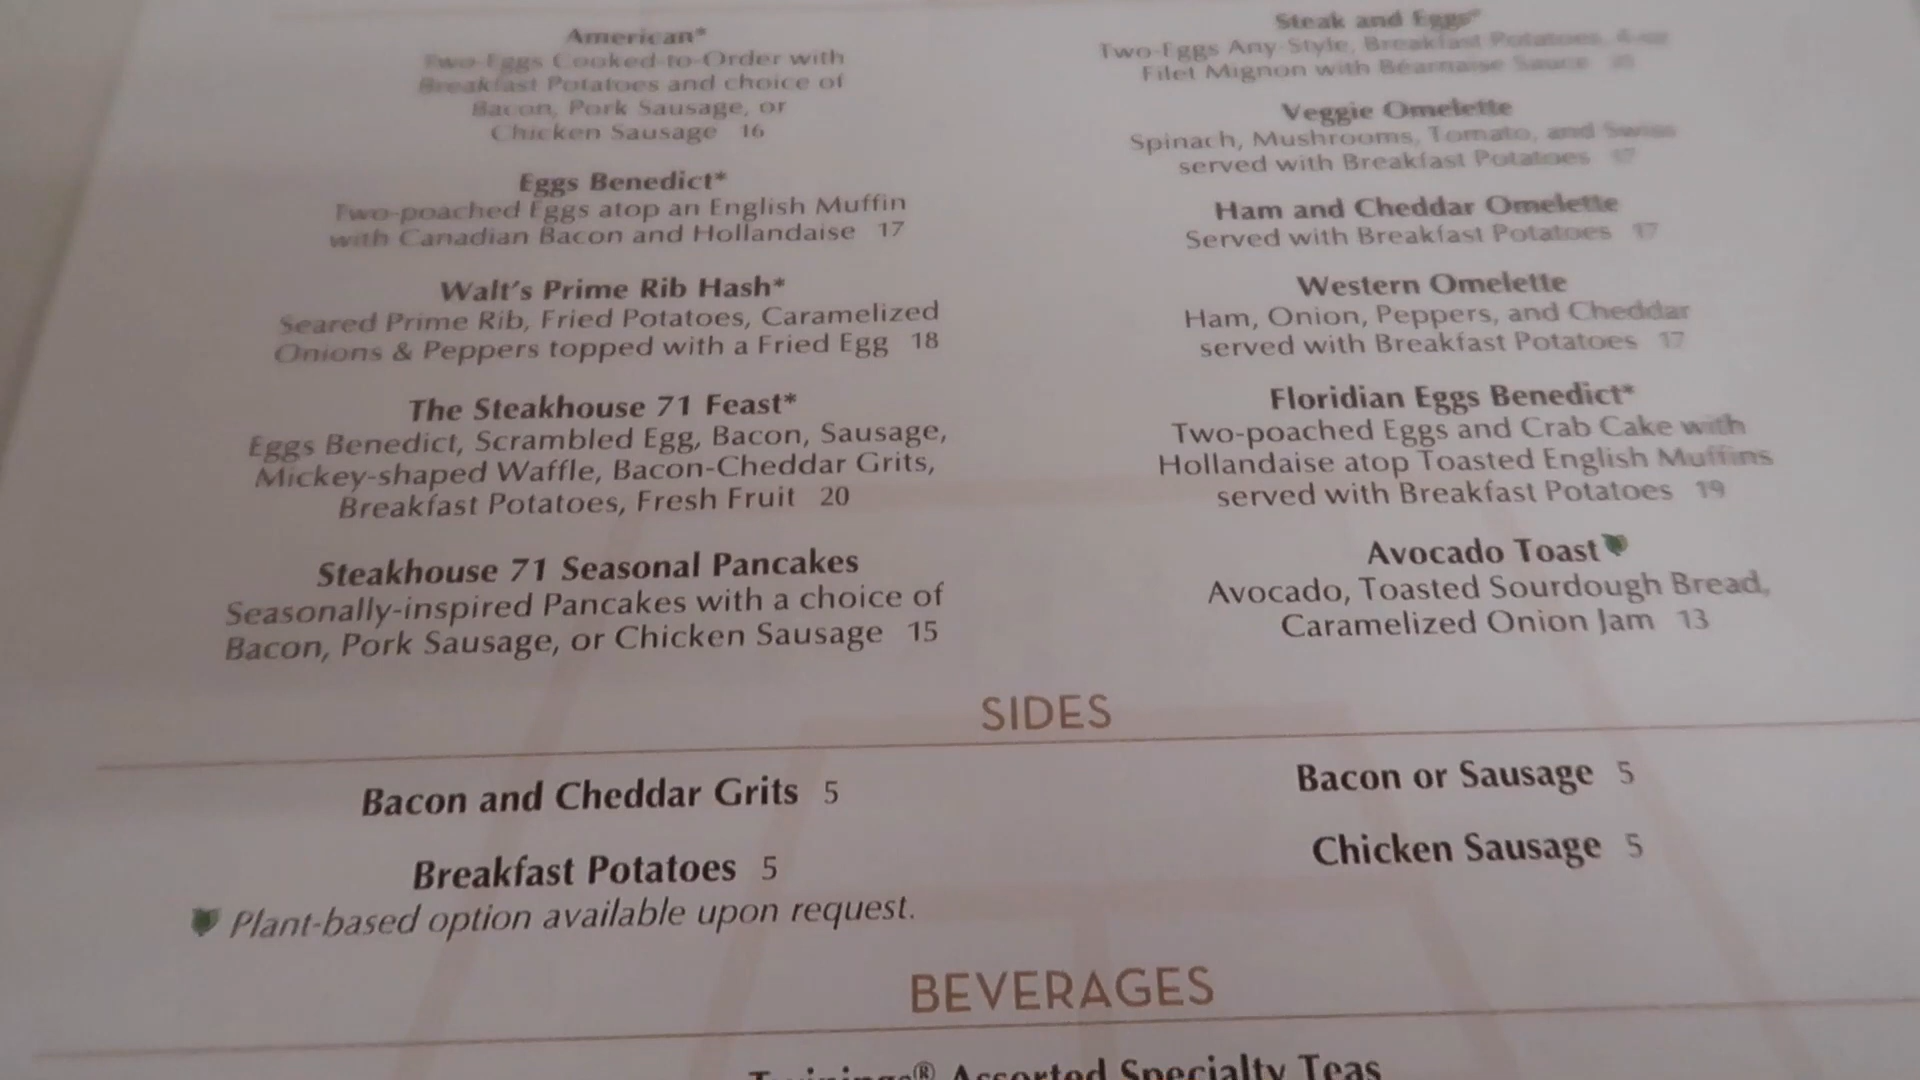 American*
Two-Eggs Cooked-to-Order with
Breakfast Potatoes and choice of
Bacon, Pork Sausage, or
Chicken Sausage 16
Eggs Benedict*
Two-poached Eggs atop an English Muffin
with Canadian Bacon and Hollandaise 17
Walt's Prime Rib Hash*
Seared Prime Rib, Fried Potatoes, Caramelized
Onions & Peppers topped with a Fried Egg 18
The Steakhouse 71 Feast*
Eggs Benedict, Scrambled Egg, Bacon, Sausage,
Mickey-shaped Waffle, Bacon-Cheddar Grits,
Breakfast Potatoes, Fresh Fruit 20
Steakhouse 71 Seasonal Pancakes
Seasonally-inspired Pancakes with a choice of
Bacon, Pork Sausage, or Chicken Sausage 15
Steak and Eggs*
Two-Eggs Any-Style, Breakfast Potatoes,
Filet Mignon with Béarnaise Sauce
Veggie Omelette
Spinach, Mushrooms, Tomato, and Swiss
served with Breakfast Potatoes 17
Ham and Cheddar Omelette
Served with Breakfast Potatoes 17
Western Omelette
Ham, Onion, Peppers, and Cheddar
served with Breakfast Potatoes 17
Floridian Eggs Benedict*
Two-poached Eggs and Crab Cake with
Hollandaise atop Toasted English Muffins
served with Breakfast Potatoes 19
Avocado Toast
Avocado, Toasted Sourdough Bread,
Caramelized Onion Jam 13
SIDES
Bacon and Cheddar Grits 5
Breakfast Potatoes 5
Plant-based option available upon request.
Bacon or Sausage 5
Chicken Sausage 5
BEVERAGES
Twinings® Assorted Specialty Teas